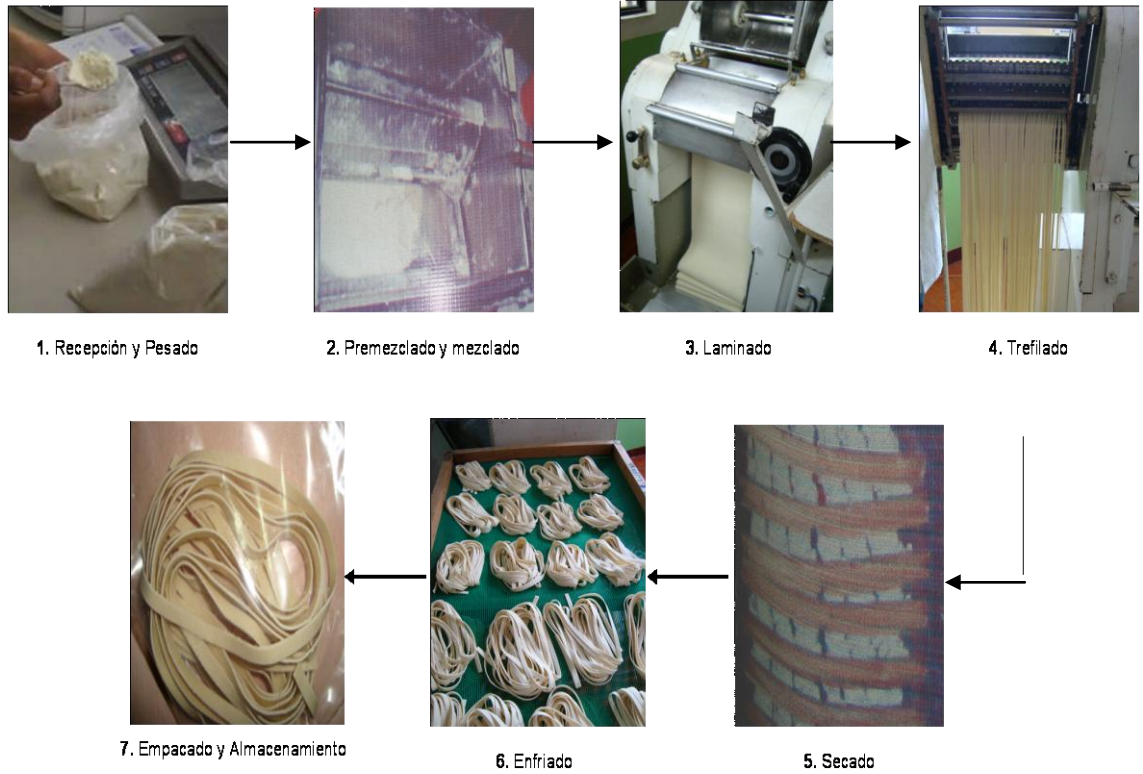 1. Recepción y Pesado
2. Premezclado y mezclado
3. Laminado
4. Trefilado
7. Empacado y Almacenamiento
6. Enfriado
5. Secado